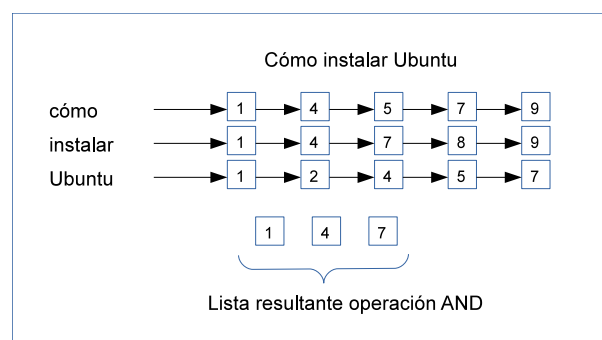 Cómo instalar Ubuntu
cómo 1 4 5 7 9
instalar 1 4 7 8 9
Ubuntu 1 2 4 5 7
1 4 7
Lista resultante operación AND